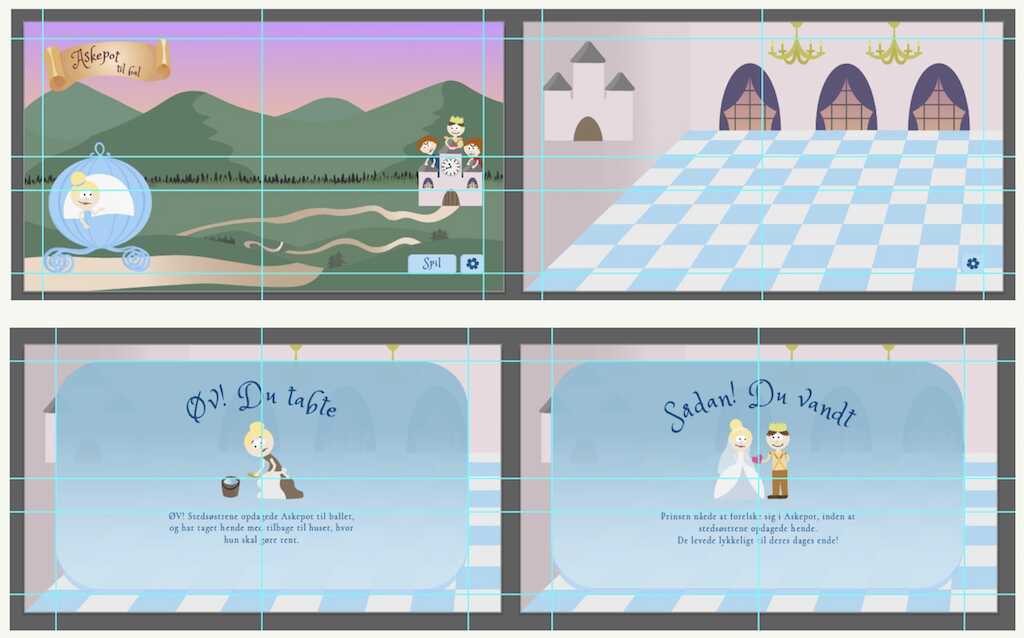 Askepot
til bal
Spil
Øv! Du tabte
ØV! Stedsøstrene opdagede Askepot til ballet,
og har taget hende med tilbage til huset, hvor
hun skal gøre rent.
Sådan! Du vandt
Prinsen nåede at forelske sig i Askepot, inden at
stedsøstrene opdagede hende.
De levede lykkeligt til deres dages ende!